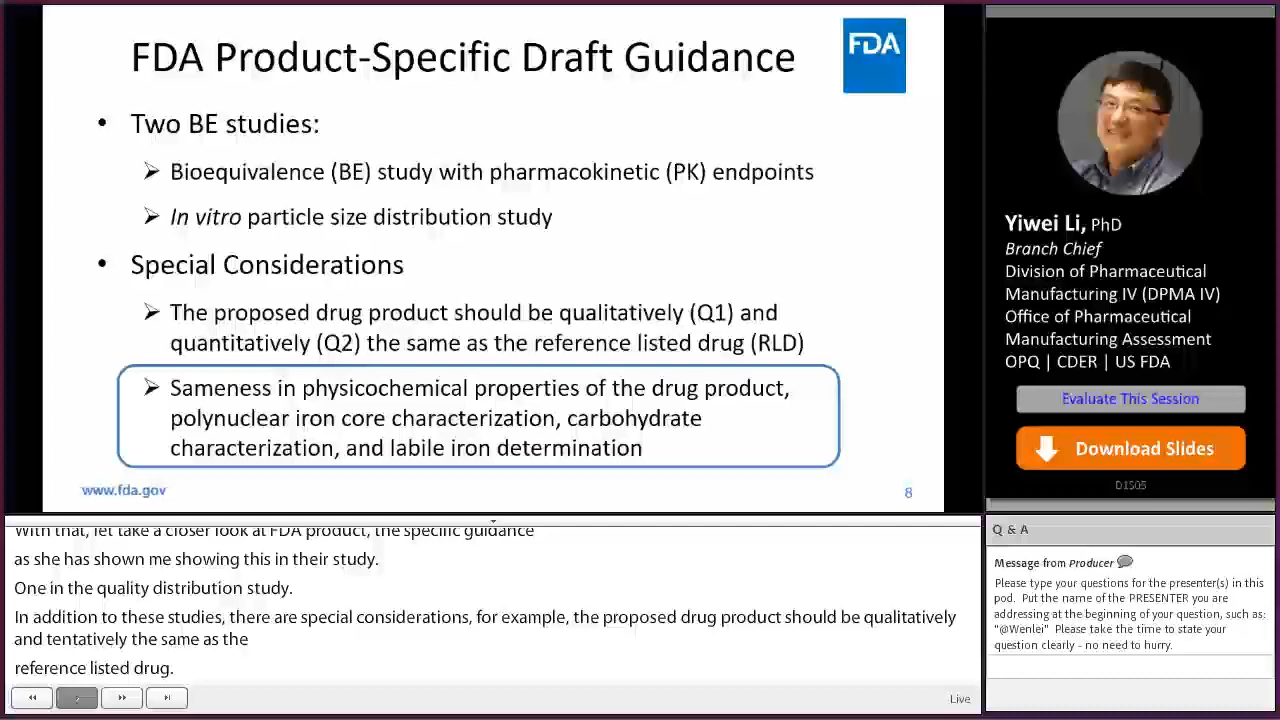 FDA Product-Specific Draft Guidance
FDA
• Two BE studies:
➢ Bioequivalence (BE) study with pharmacokinetic (PK) endpoints
➢ In vitro particle size distribution study
• Special Considerations
➢ The proposed drug product should be qualitatively (Q1) and
quantitatively (Q2) the same as the reference listed drug (RLD)
➢ Sameness in physicochemical properties of the drug product,
polynuclear iron core characterization, carbohydrate
characterization, and labile iron determination
www.fda.gov
8
Yiwei Li, PhD
Branch Chief
Division of Pharmaceutical
Manufacturing IV (DPMA IV)
Office of Pharmaceutical
Manufacturing Assessment
OPQ | CDER | US FDA
Evaluate This Session
Download Slides
D1S05
With that, let take a closer look at FDA product, the specific guidance
as she has shown me showing this in their study.
One in the quality distribution study.
In addition to these studies, there are special considerations, for example, the proposed drug product should be qualitatively
and tentatively the same as the
reference listed drug.
Live
Q & A
Message from Producer
Please type your questions for the presenter(s) in this
pod. Put the name of the PRESENTER you are
addressing at the beginning of your question, such as:
"@Wenlei" Please take the time to state your
question clearly - no need to hurry.